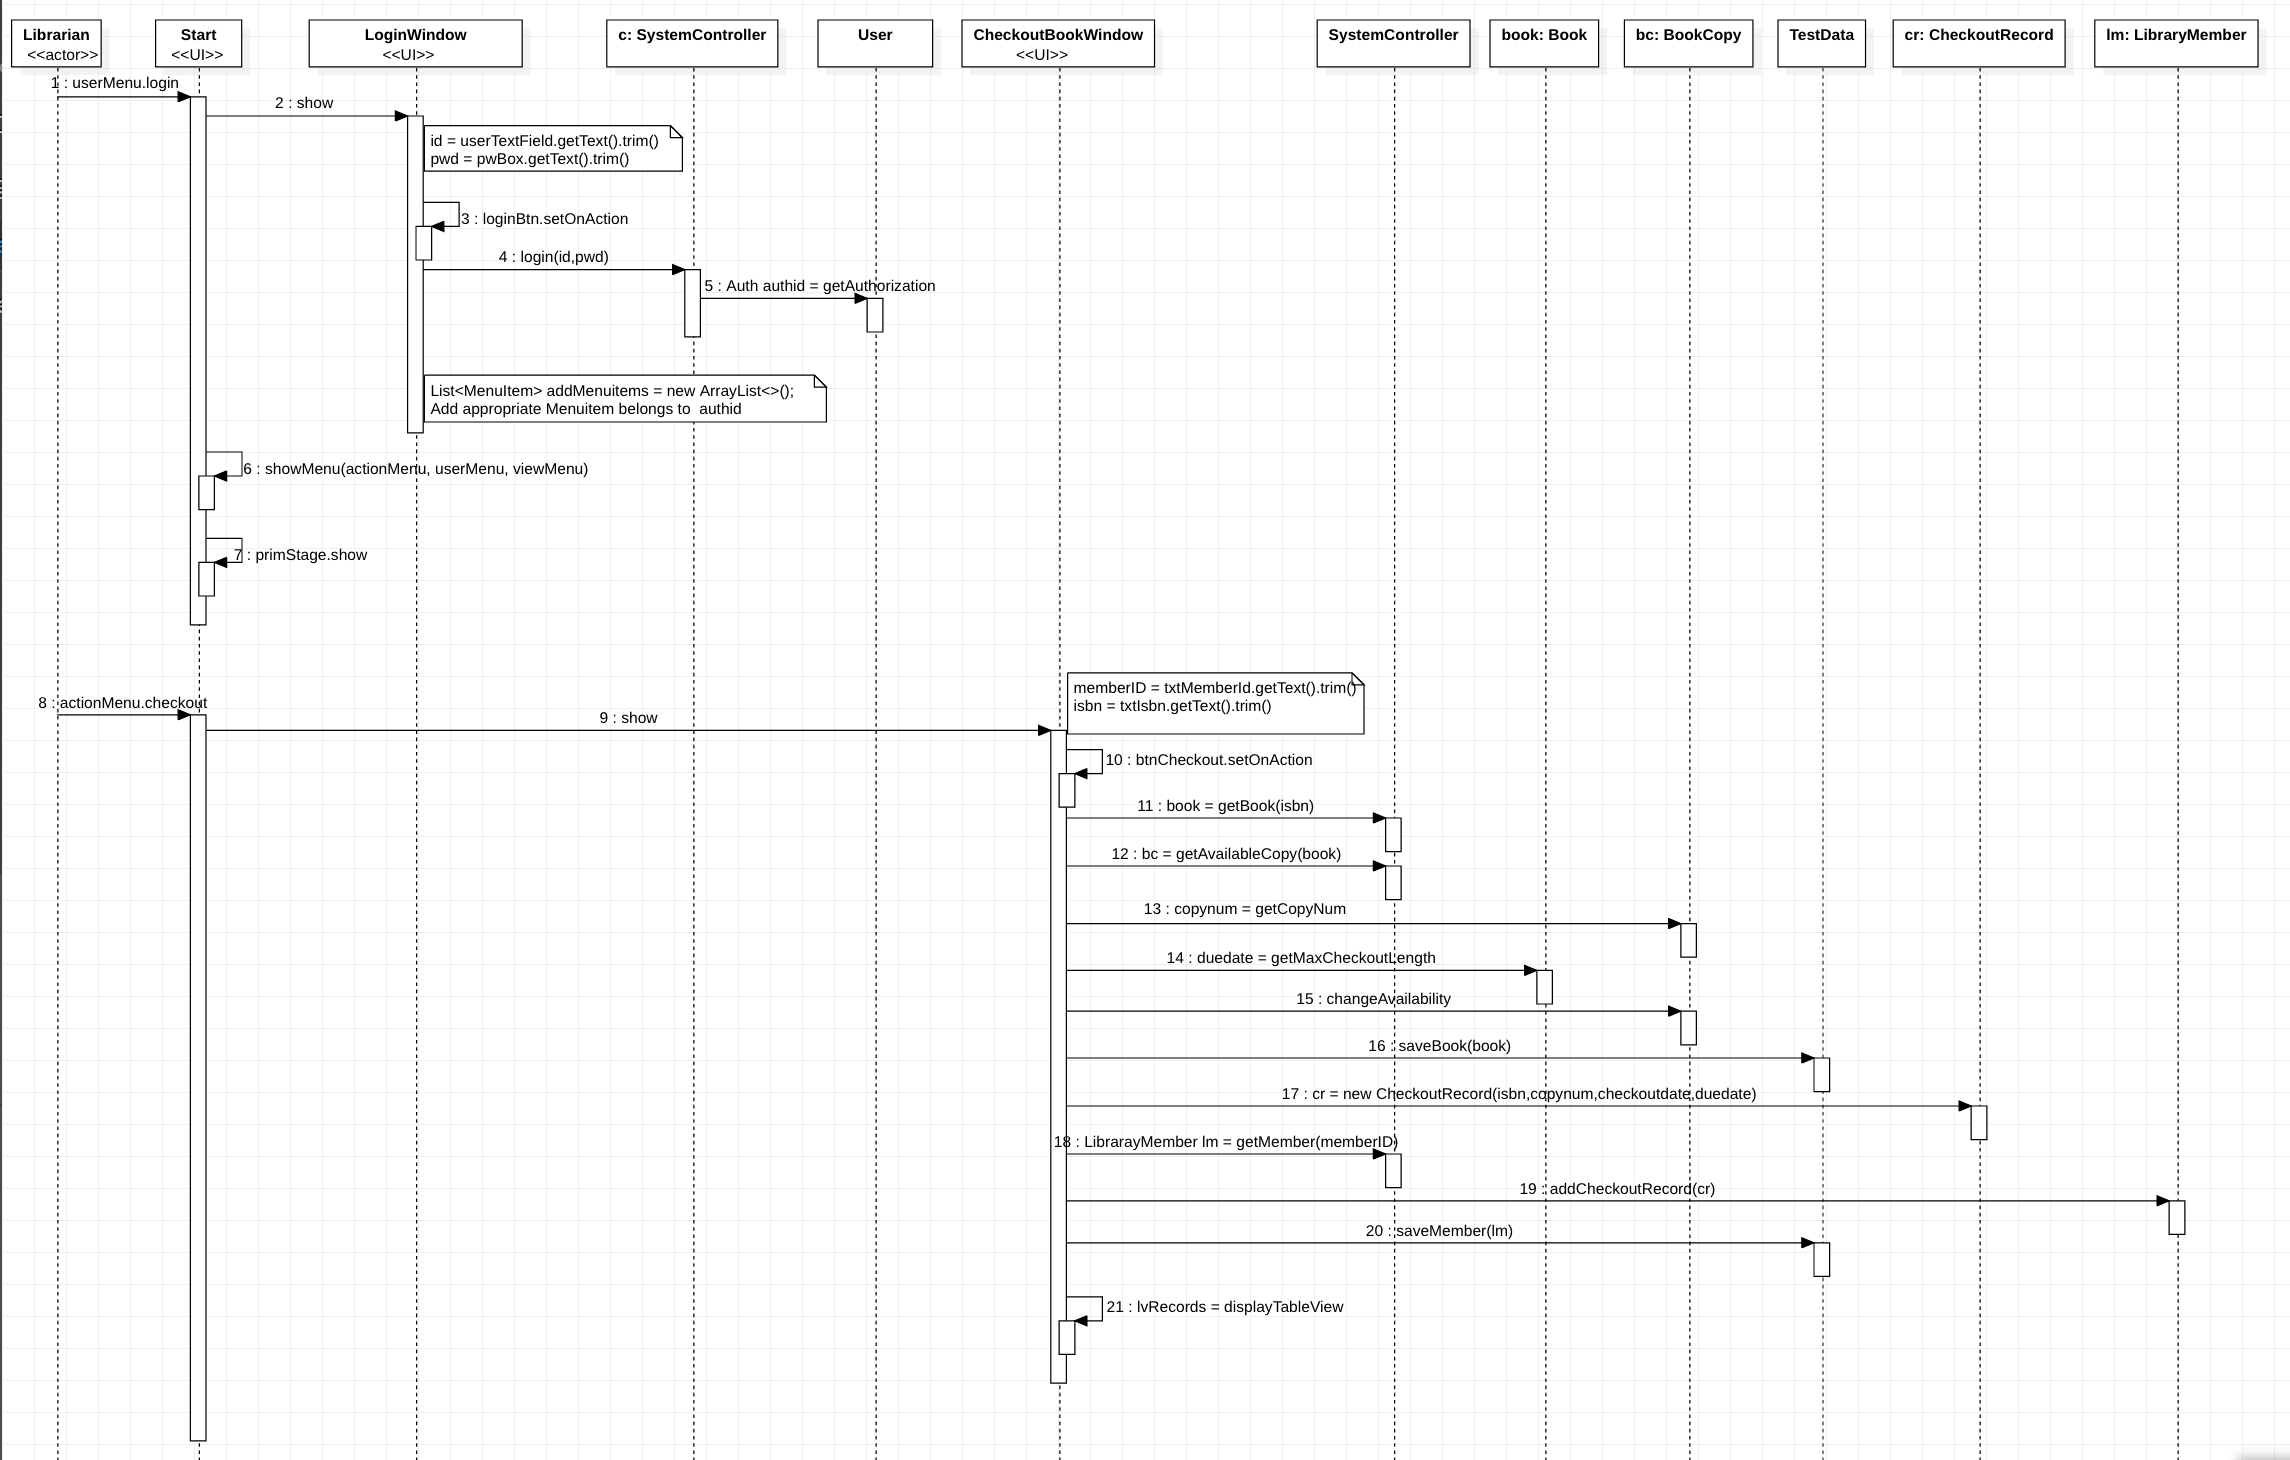 Librarian
<<actor>>
Start
<<UI>>
LoginWindow
<<UI>>
c: SystemController
User
CheckoutBookWindow
<<UI>>
SystemController
book: Book
bc: BookCopy
TestData
cr: CheckoutRecord
lm: LibraryMember
1 : userMenu.login
2 : show
id = userTextField.getText().trim()
pwd = pwBox.getText().trim()
3 : loginBtn.setOnAction
4 : login(id,pwd)
5 : Auth authid = getAuthorization
List<MenuItem> addMenuitems = new ArrayList<>();
Add appropriate Menuitem belongs to  authid
6 : showMenu(actionMenu, userMenu, viewMenu)
7 : primStage.show
memberID = txtMemberId.getText().trim()
isbn = txtIsbn.getText().trim()
8 : actionMenu.checkout
9 : show
10 : btnCheckout.setOnAction
11 : book = getBook(isbn)
12 : bc = getAvailableCopy(book)
13 : copynum = getCopyNum
14 : duedate = getMaxCheckoutLength
15 : changeAvailability
16 : saveBook(book)
17 : cr = new CheckoutRecord(isbn,copynum,checkoutdate,duedate)
18 : LibrarayMember lm = getMember(memberID)
19 : addCheckoutRecord(cr)
20 : saveMember(lm)
21 : lvRecords = displayTableView